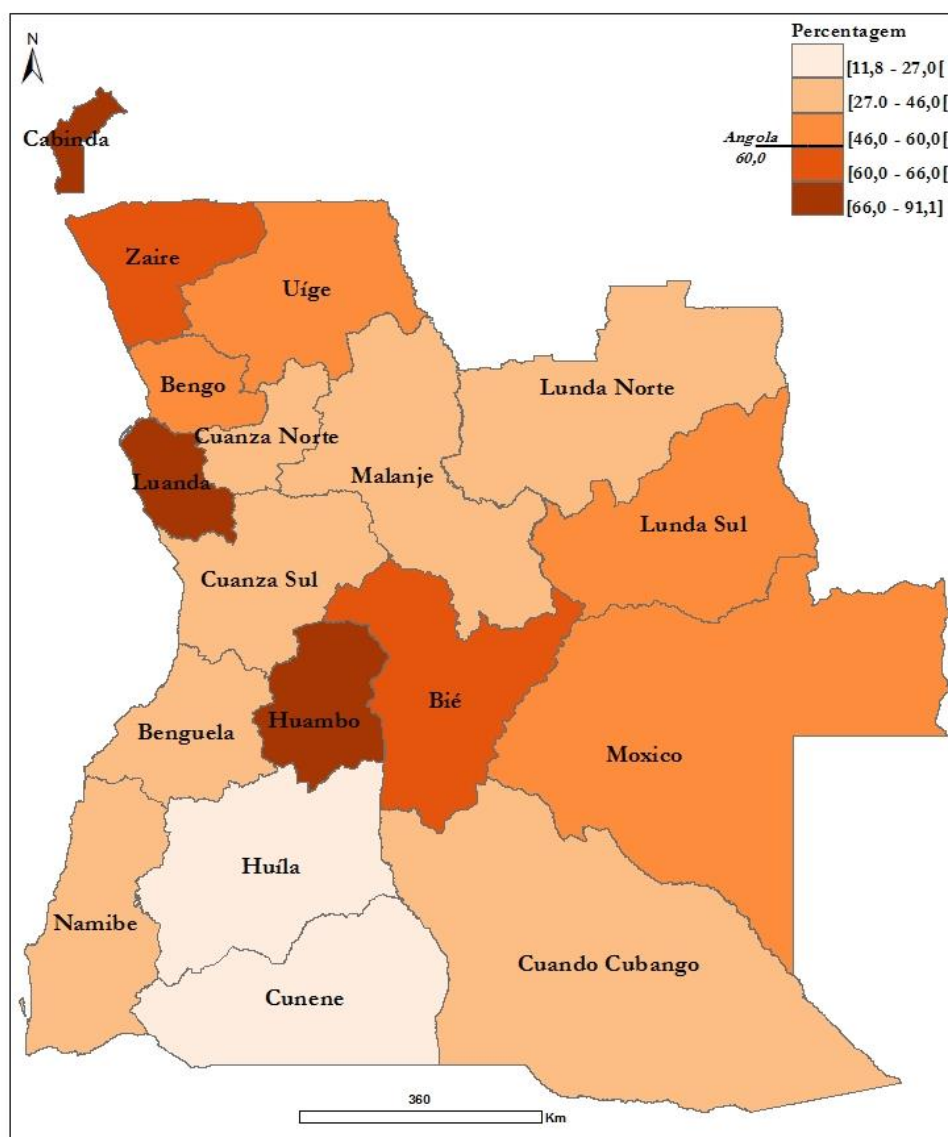 Percentagem
N
[11,8 - 27,0[
[27.0 - 46,0[
[46,0 - 60,0[
Angola
60,0
[60,0 - 66,0[
[66,0 - 91,1]
Cabinda
Zaire
Uíge
Bengo
Lunda Norte
Cuanza Norte
Luanda
Malanje
Lunda Sul
Cuanza Sul
Bié
Huambo
Benguela
Moxico
Huíla
Namibe
Cuando Cubango
Cunene
360
Km